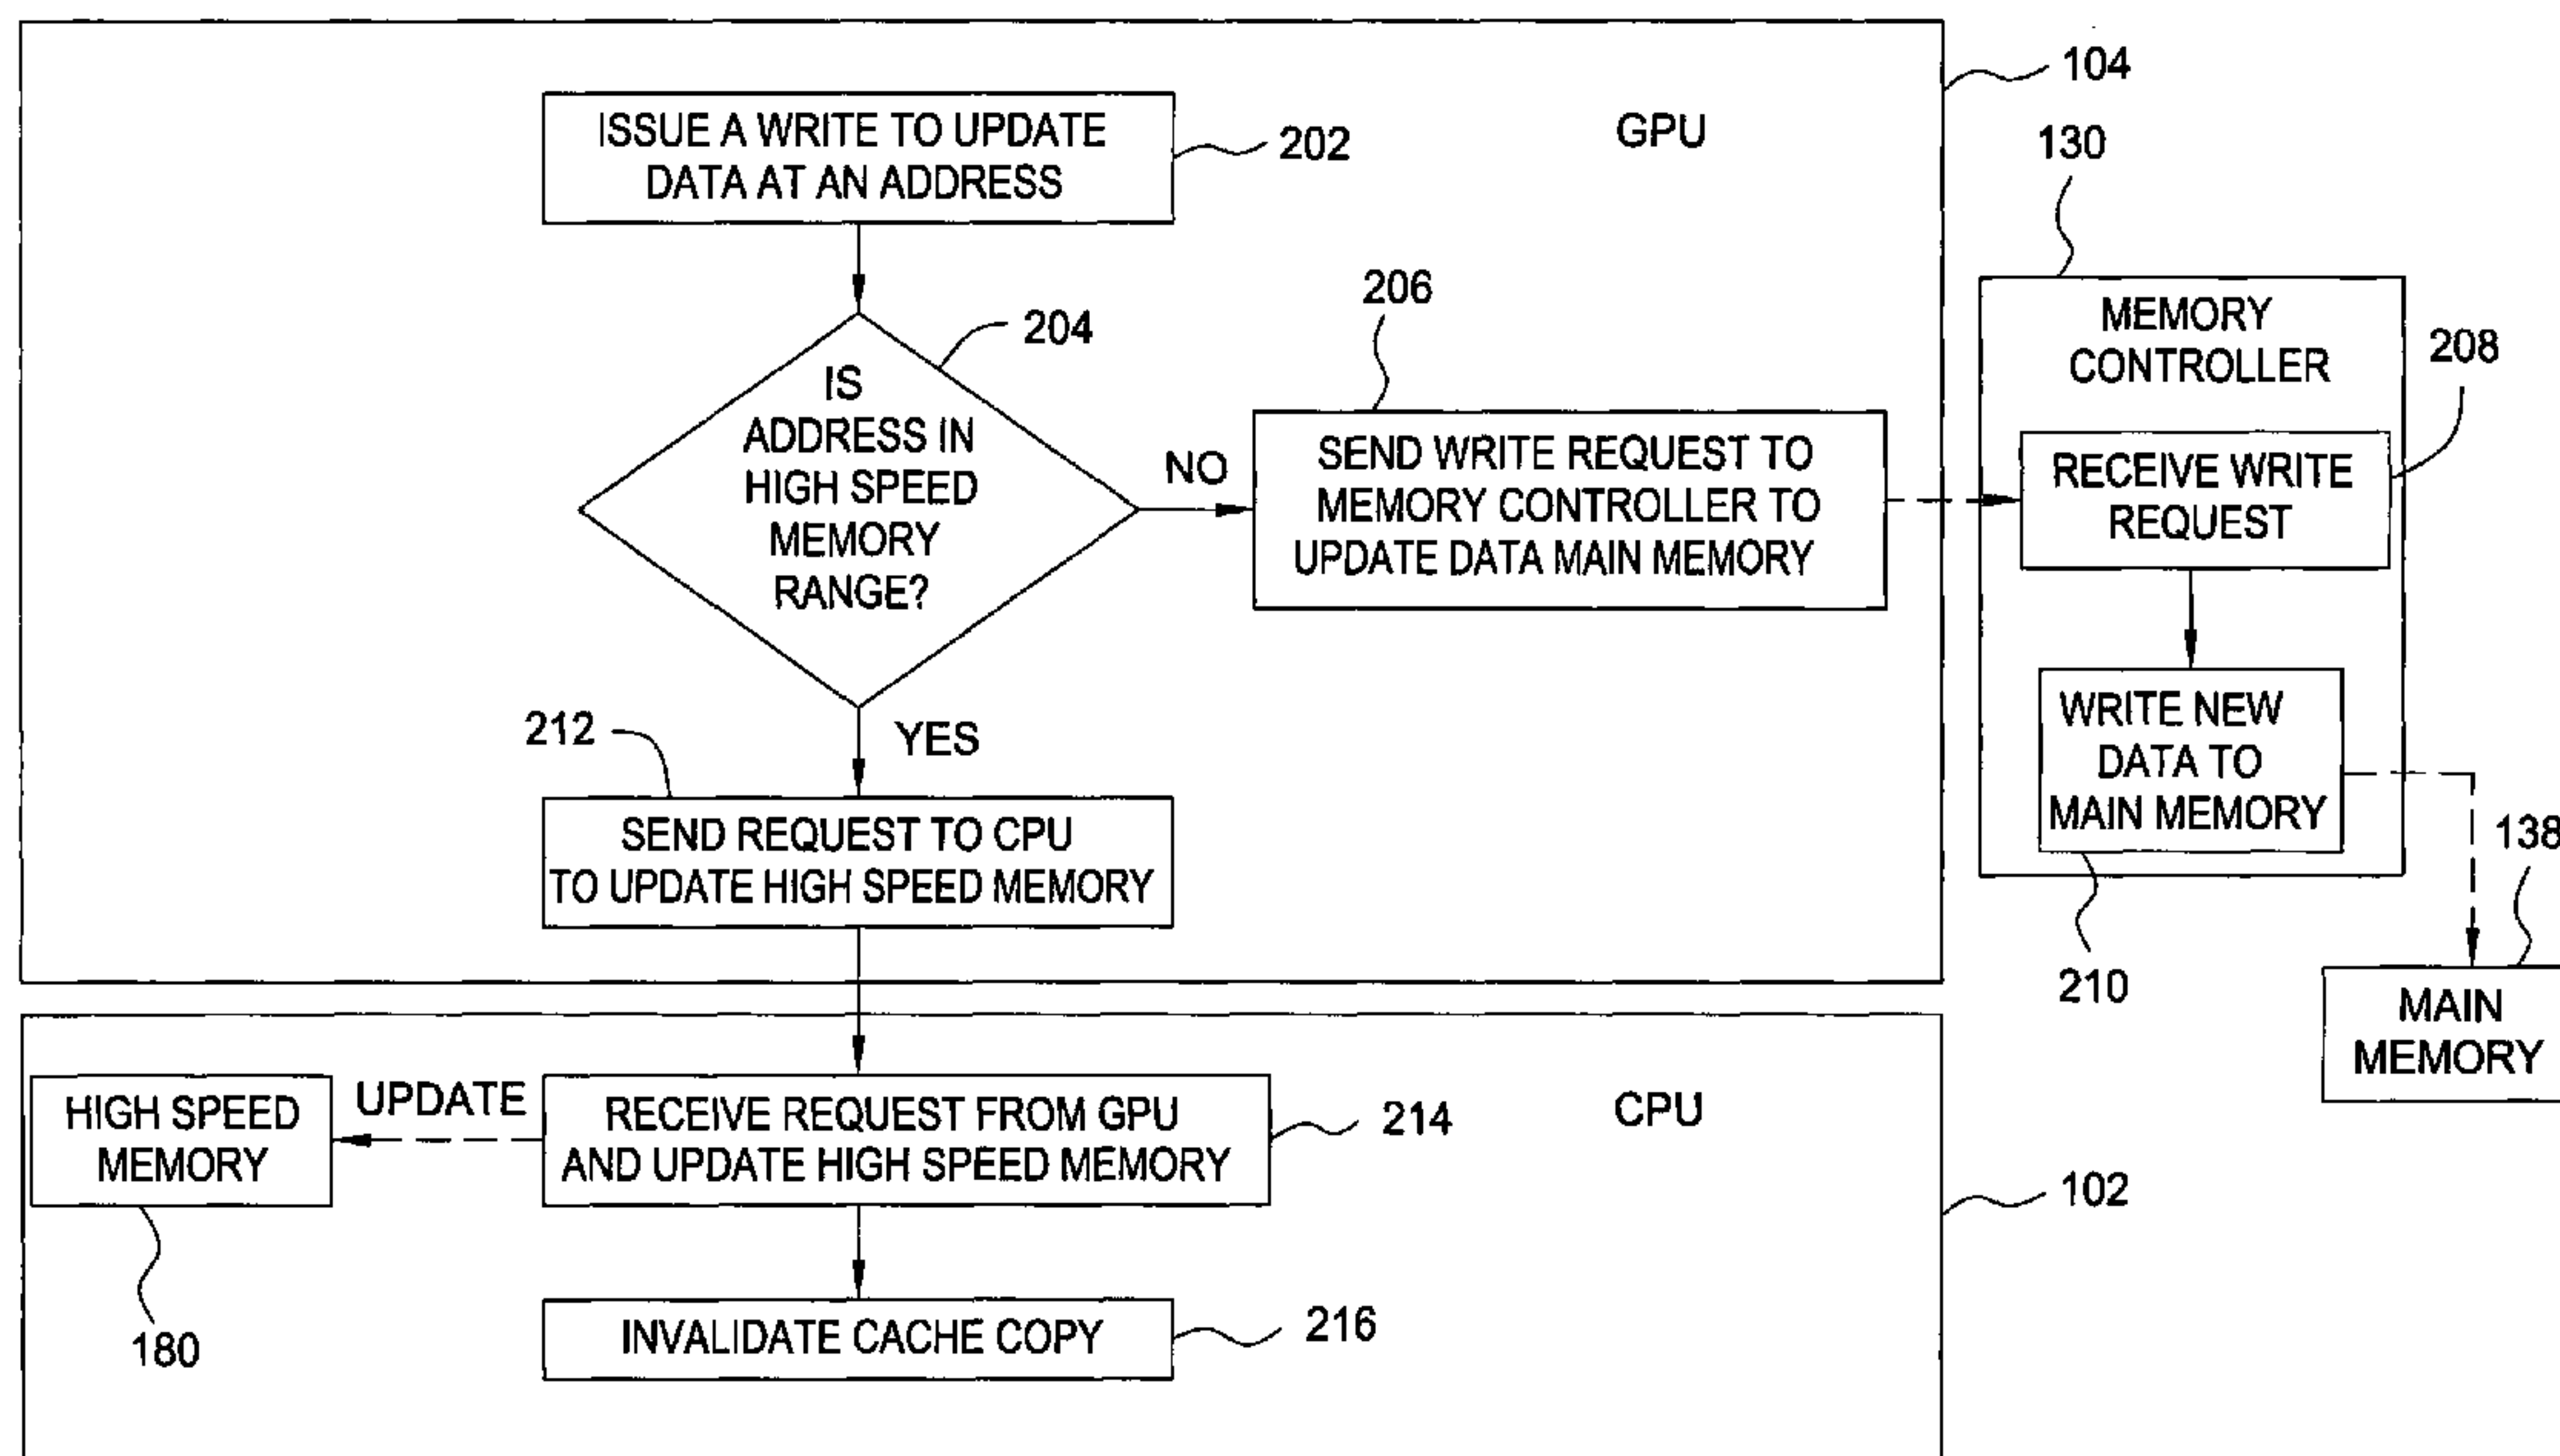 104
ISSUE A WRITE TO UPDATE
DATA AT AN ADDRESS
202
GPU
130
204
206
IS
ADDRESS IN
HIGH SPEED
MEMORY
RANGE?
NO
SEND WRITE REQUEST TO
MEMORY CONTROLLER TO
UPDATE DATA MAIN MEMORY
MEMORY
CONTROLLER
208
RECEIVE WRITE
REQUEST
WRITE NEW
DATA TO
MAIN MEMORY
210
138
MAIN
MEMORY
212
YES
SEND REQUEST TO CPU
TO UPDATE HIGH SPEED MEMORY
HIGH SPEED
MEMORY
180
UPDATE
RECEIVE REQUEST FROM GPU
AND UPDATE HIGH SPEED MEMORY
214
CPU
102
INVALIDATE CACHE COPY
216